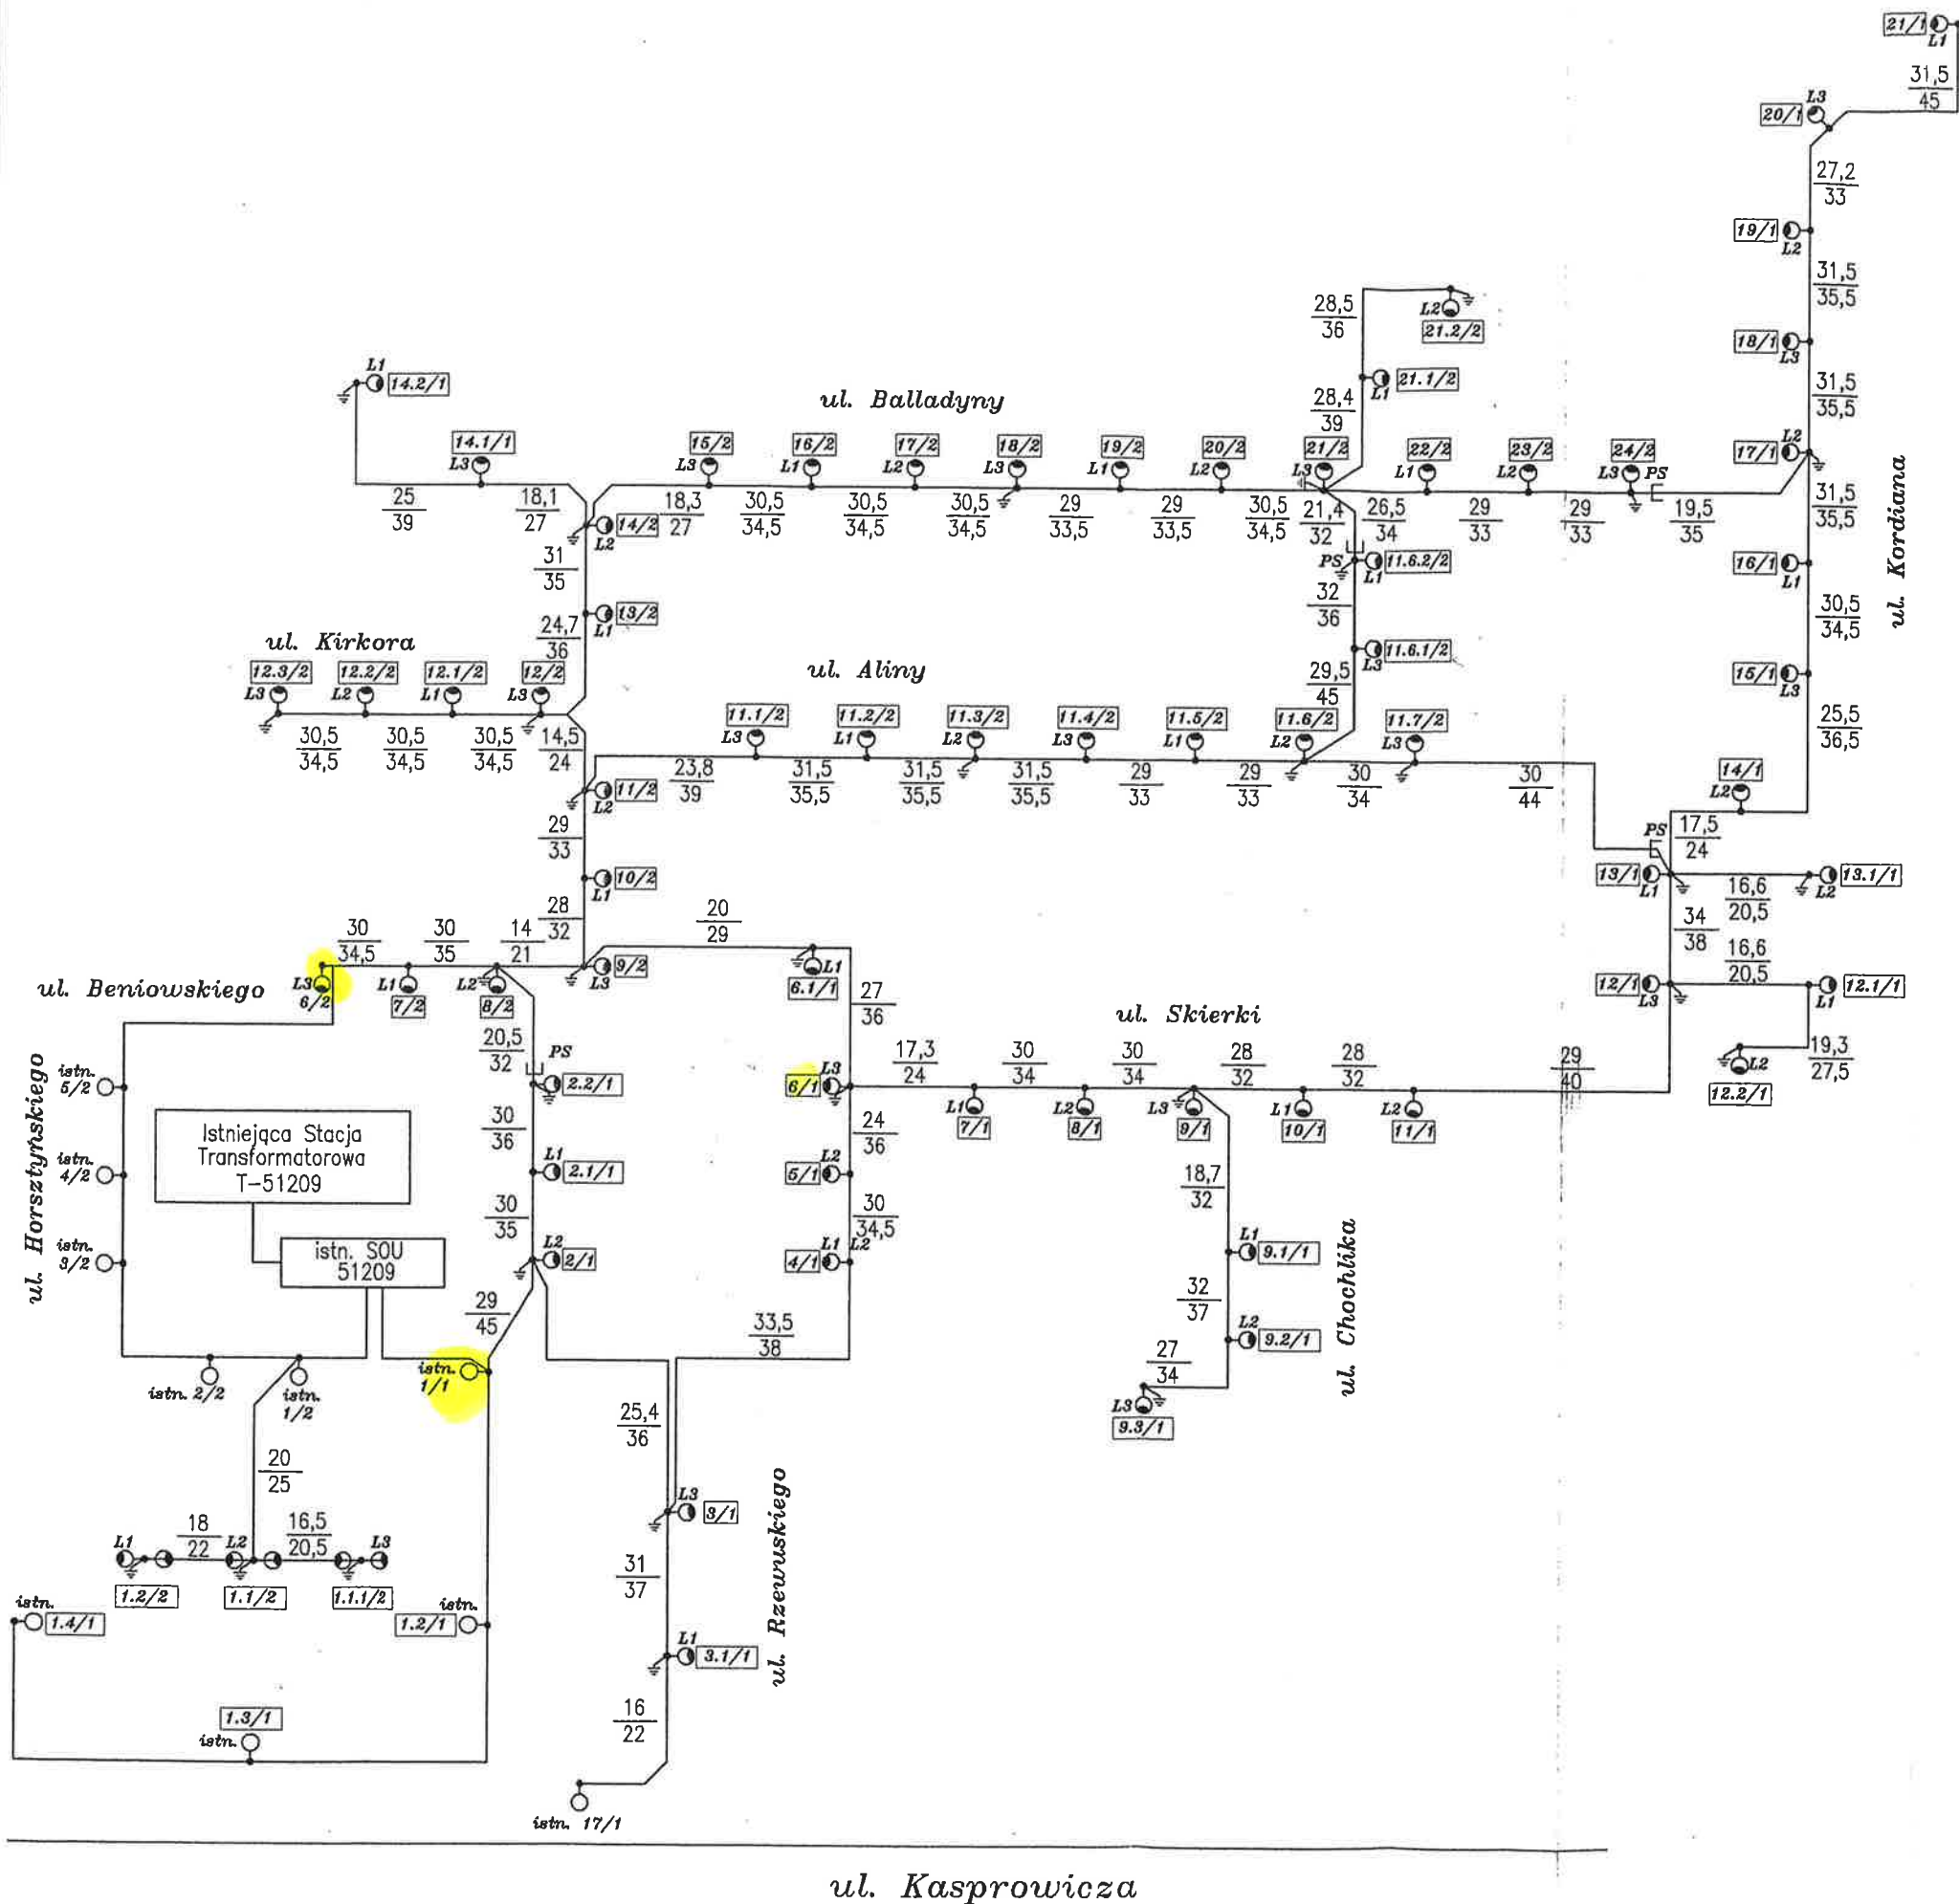 21/1
L1
31,5
45
L3
20/1
27,2
33
19/1
L2
31,5
35,5
18/1
L3
31,5
35,5
L2
17/1
31,5
35,5
ul. Kordiana
16/1
L1
30,5
34,5
15/1
L3
25,5
36,5
14/1
L2
17,5
24
PS
13/1
L1
16,6
20,5
13.1/1
L2
34
38
16,6
20,5
12/1
L3
12.1/1
L1
19,3
27,5
L2
12.2/1
28,5
36
L2
21.2/2
21.1/2
L1
28,4
39
L1
14.2/1
ul. Balladyny
14.1/1
L3
25
39
18,1
27
14/2
L2
15/2
L3
16/2
L1
17/2
L2
18/2
L3
19/2
L1
20/2
L2
21/2
L3
22/2
L1
23/2
L2
24/2
L3 PS
18,3
27
30,5
34,5
30,5
34,5
30,5
34,5
29
33,5
29
33,5
30,5
34,5
21,4
32
26,5
34
29
33
29
33
19,5
35
31
35
13/2
L1
24,7
36
PS
11.6.2/2
L1
32
36
11.6.1/2
L3
29,5
45
ul. Kirkora
12.3/2
L3
12.2/2
L2
12.1/2
L1
12/2
L3
30,5
34,5
30,5
34,5
30,5
34,5
14,5
24
ul. Aliny
11.1/2
L3
11.2/2
L1
11.3/2
L2
11.4/2
L3
11.5/2
L1
11.6/2
L2
11.7/2
L3
11/2
L2
23,8
39
31,5
35,5
31,5
35,5
31,5
35,5
29
33
29
33
30
34
30
44
29
33
10/2
L1
28
32
20
29
30
34,5
30
35
14
21
9/2
L3
L1
6.1/1
ul. Beniowskiego
L3
6/2
L1
7/2
L2
8/2
27
36
ul. Skierki
20,5
32
PS
2.2/1
L3
6/1
17,3
24
30
34
30
34
28
32
28
32
29
40
L1
7/1
L2
8/1
L3
9/1
L1
10/1
L2
11/1
ul. Horsztyńskiego
istn.
5/2
istn.
4/2
istn.
3/2
Istniejąca Stacja
Transformatorowa
T-51209
istn. SOU
51209
30
36
L1
2.1/1
30
35
L2
2/1
29
45
24
36
L2
5/1
30
34,5
L1 L2
4/1
33,5
38
18,7
32
L1
9.1/1
32
37
L2
9.2/1
27
34
L3
9.3/1
ul. Chochlika
istn. 2/2
istn.
1/2
istn.
1/1
20
25
25,4
36
L3
3/1
L1
18
22
L2
16,5
20,5
L3
1.2/2
1.1/2
1.1.1/2
31
37
ul. Rzewuskiego
istn.
1.4/1
istn.
1.2/1
L1
3.1/1
16
22
1.3/1
istn.
istn. 17/1
ul. Kasprowicza